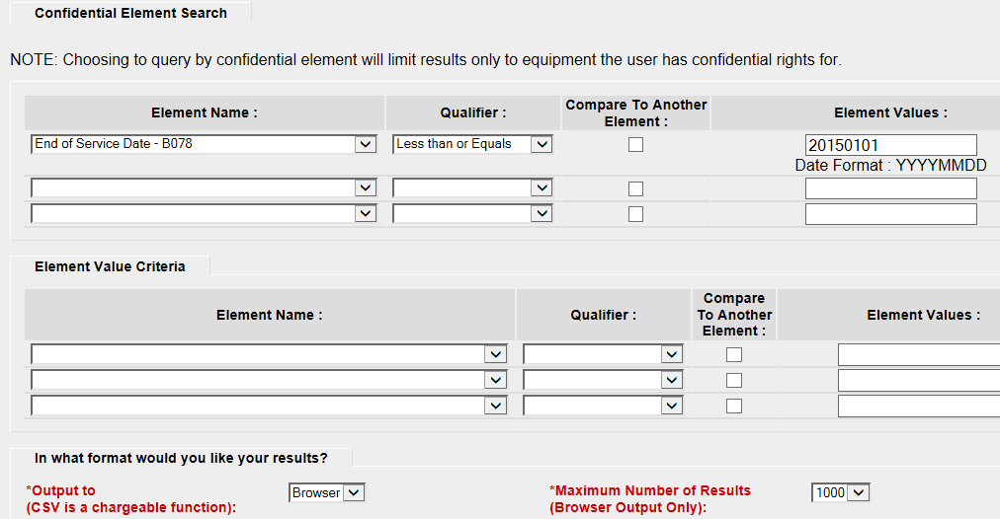 Confidential Element Search
NOTE: Choosing to query by confidential element will limit results only to equipment the user has confidential rights for.
Element Name : Qualifier : Compare To Another Element : Element Values :
End of Service Date - B078 Less than or Equals 20150101
Date Format : YYYYMMDD
Element Value Criteria
Element Name : Qualifier : Compare To Another Element : Element Values :
In what format would you like your results?
*Output to Browser *Maximum Number of Results 1000
(CSV is a chargeable function): (Browser Output Only):